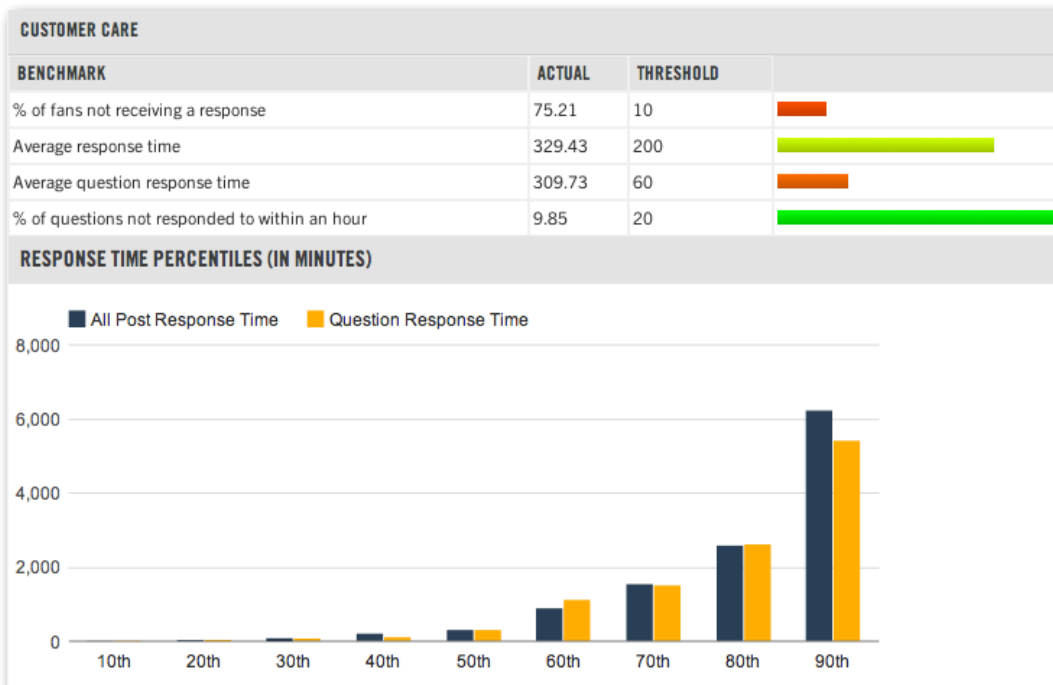 CUSTOMER CARE
BENCHMARK ACTUAL THRESHOLD
% of fans not receiving a response 75.21 10
Average response time 329.43 200
Average question response time 309.73 60
% of questions not responded to within an hour 9.85 20
RESPONSE TIME PERCENTILES (IN MINUTES)
All Post Response Time Question Response Time
8,000
6,000
4,000
2,000
0
10th 20th 30th 40th 50th 60th 70th 80th 90th